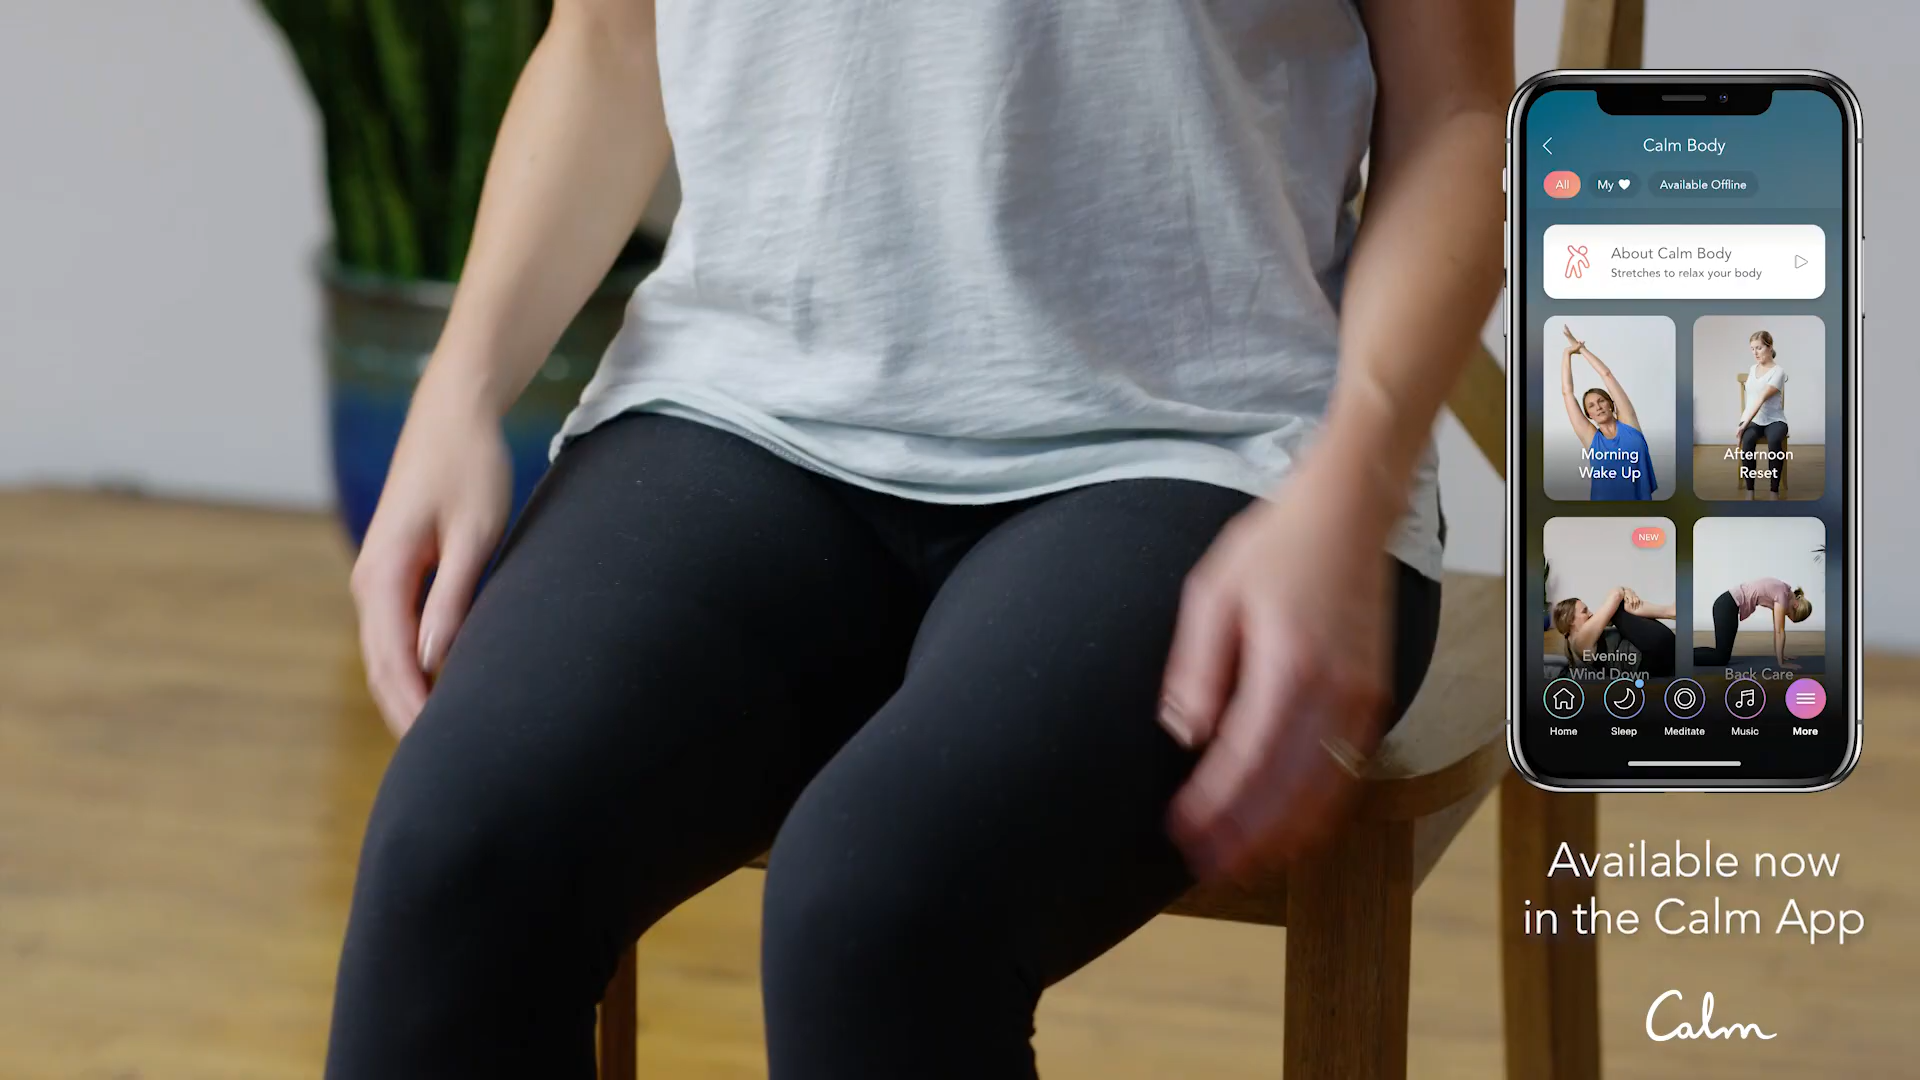 Calm Body
All
My
Available Offline
About Calm Body
Stretches to relax your body
Morning
Wake Up
Afternoon
Reset
NEW
Evening
Wind Down
Back Care
Home
Sleep
Meditate
Music
More
Available now
in the Calm App
Calm